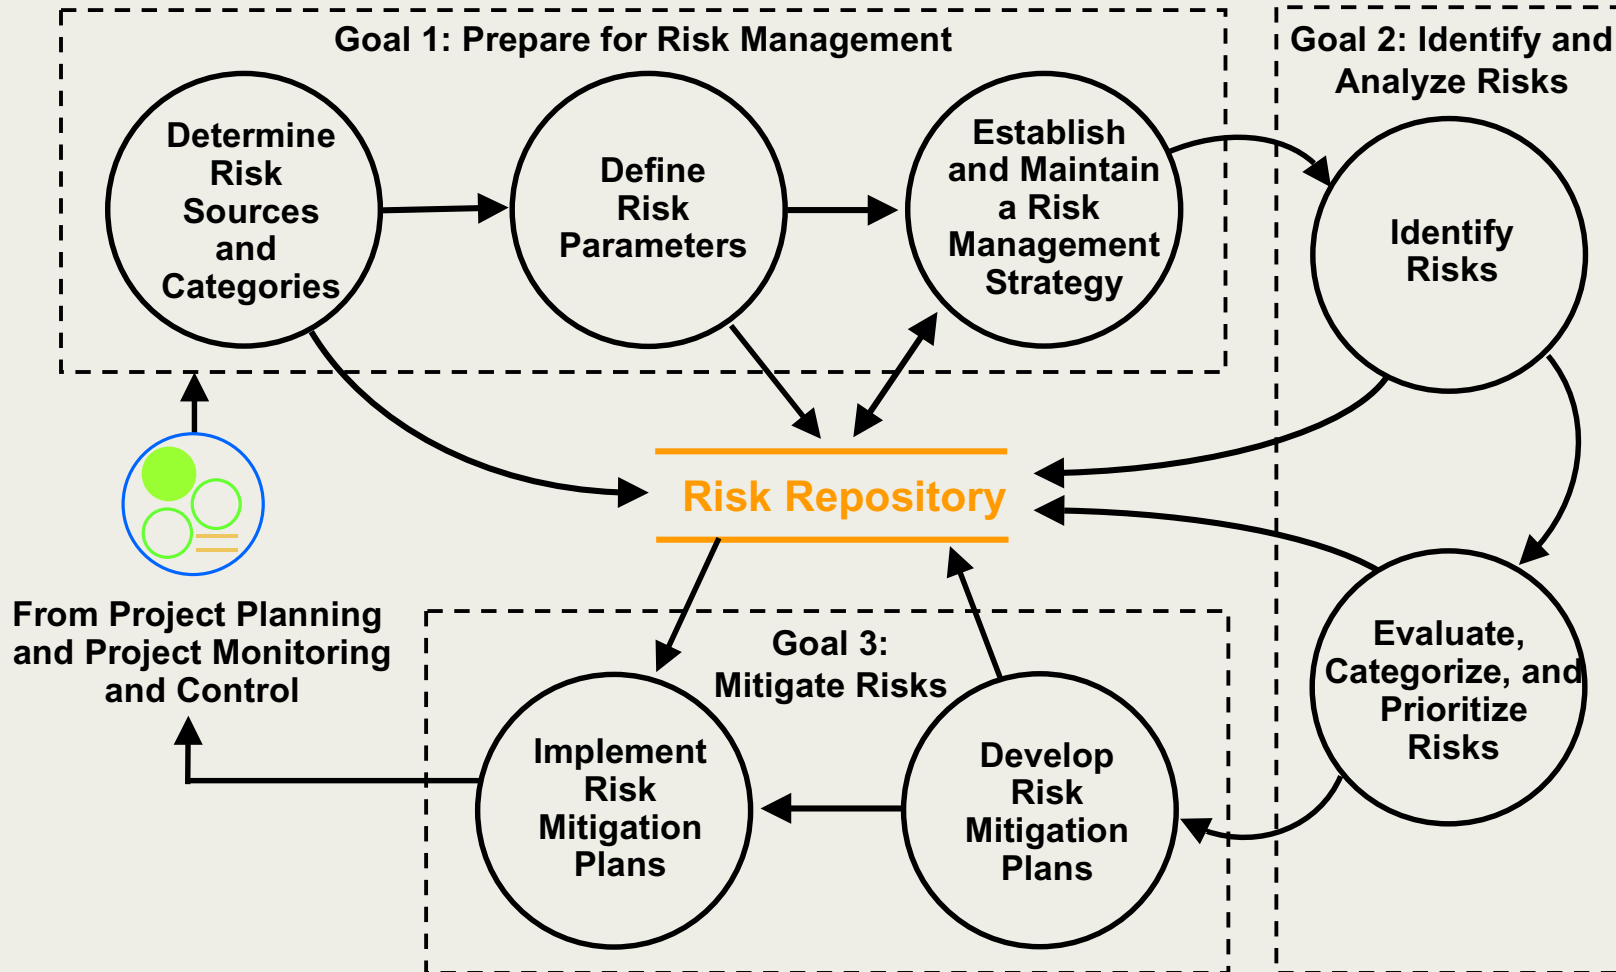 Goal 1: Prepare for Risk Management
Determine
Risk
Sources
and
Categories
Define
Risk
Parameters
Establish
and Maintain
a Risk
Management
Strategy
Goal 2: Identify and
Analyze Risks
Identify
Risks
Risk Repository
From Project Planning
and Project Monitoring
and Control
Goal 3:
Mitigate Risks
Implement
Risk
Mitigation
Plans
Develop
Risk
Mitigation
Plans
Evaluate,
Categorize, and
Prioritize
Risks